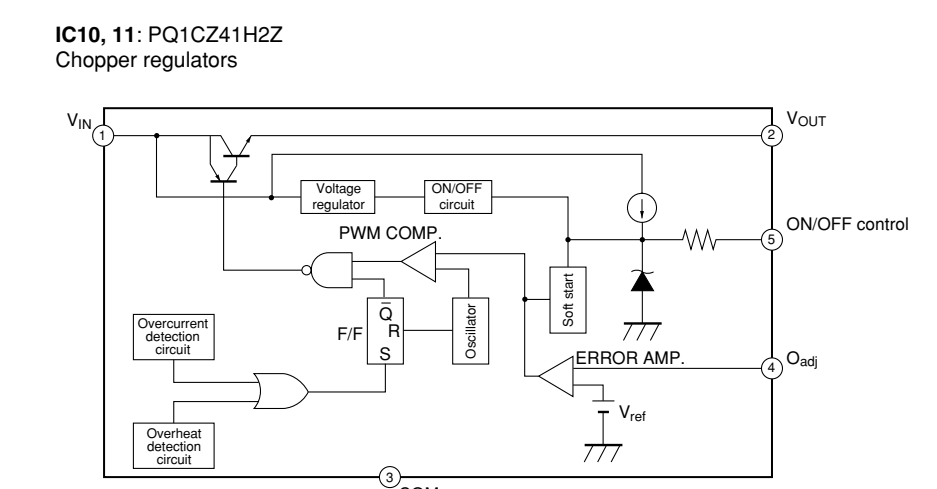 IC10, 11: PQ1CZ41H2Z
Chopper regulators
VIN
1
2
VOUT
Voltage
regulator
ON/OFF
circuit
PWM COMP.
5
ON/OFF control
Soft start
Oscillator
Q̅
F/F
R
S
Overcurrent
detection
circuit
ERROR AMP.
4
Oadj
Vref
Overheat
detection
circuit
3